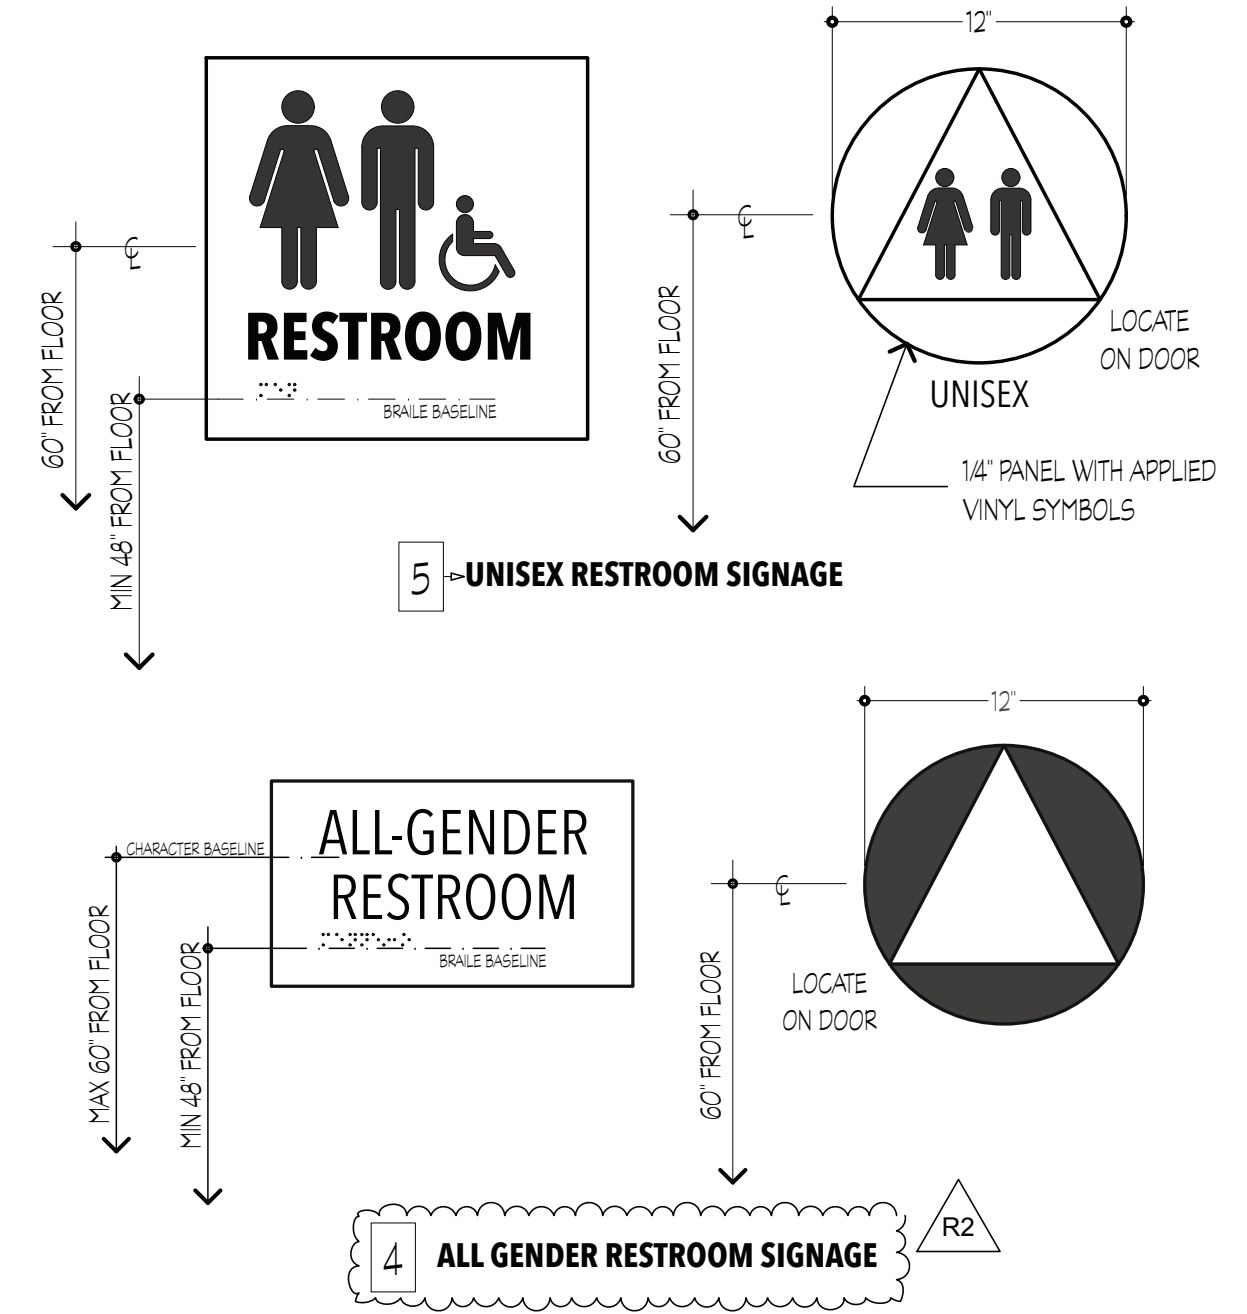 12"
RESTROOM
BRAILE BASELINE
℄
60" FROM FLOOR
MIN 48" FROM FLOOR
℄
60" FROM FLOOR
LOCATE
ON DOOR
UNISEX
1/4" PANEL WITH APPLIED
VINYL SYMBOLS
5 UNISEX RESTROOM SIGNAGE
12"
ALL-GENDER
CHARACTER BASELINE
RESTROOM
BRAILE BASELINE
MAX 60" FROM FLOOR
MIN 48" FROM FLOOR
℄
60" FROM FLOOR
LOCATE
ON DOOR
4 ALL GENDER RESTROOM SIGNAGE
R2